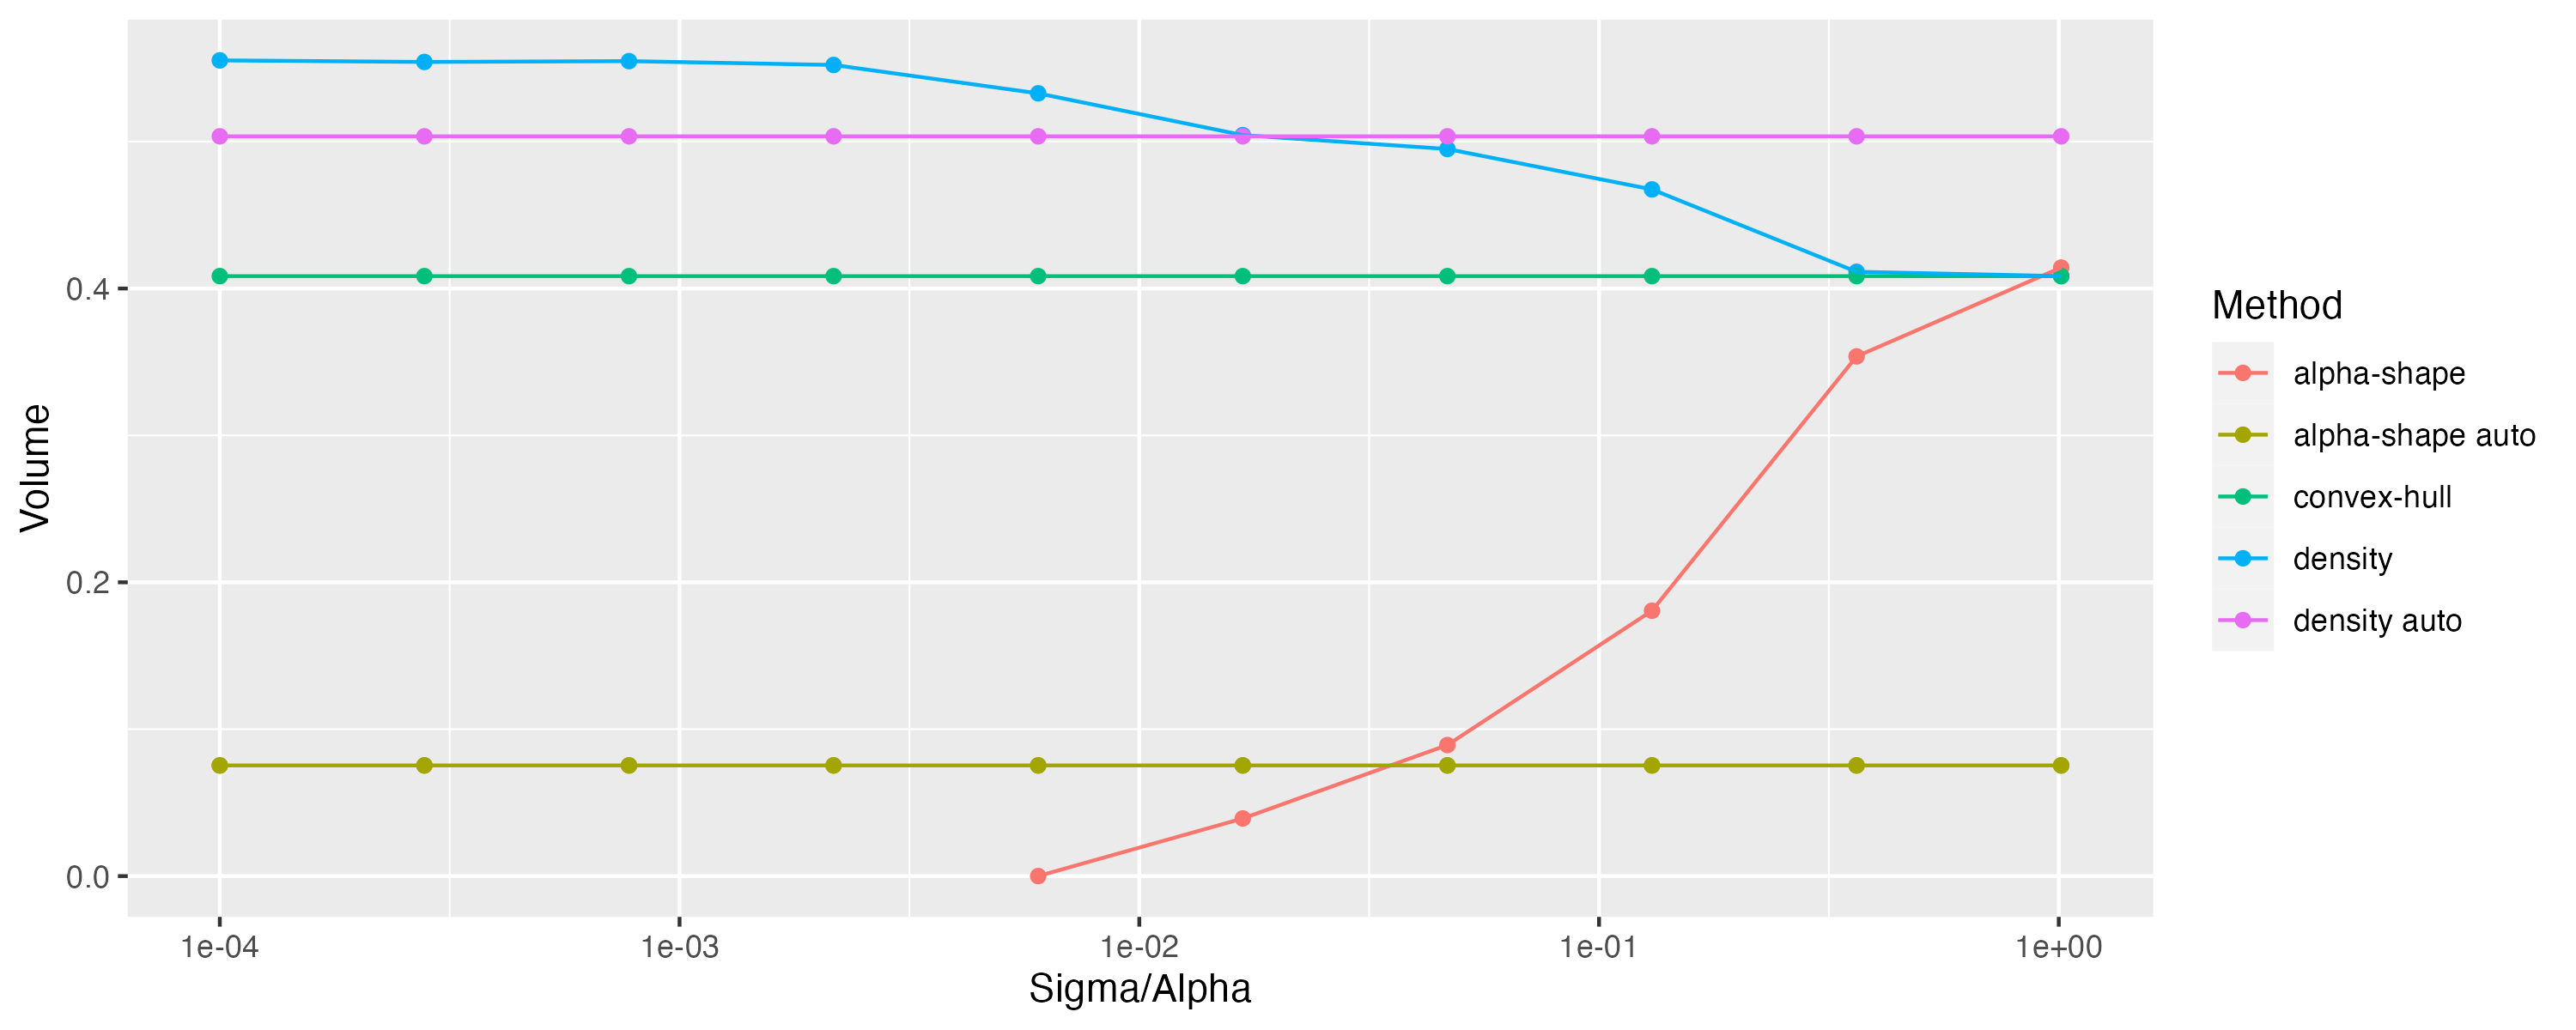 Volume
0.4
0.2
0.0
1e-04
1e-03
1e-02
1e-01
1e+00
Sigma/Alpha
Method
alpha-shape
alpha-shape auto
convex-hull
density
density auto